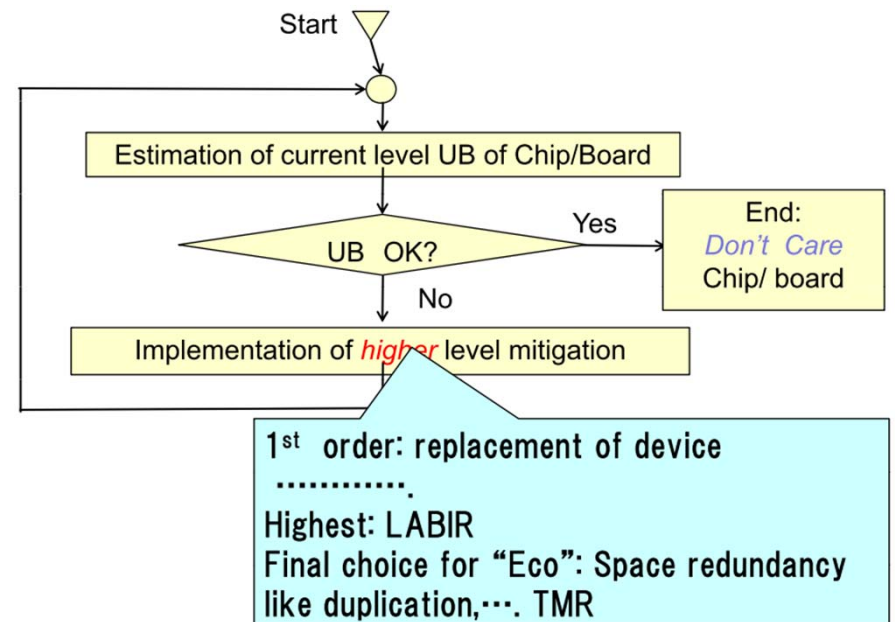 Start
Estimation of current level UB of Chip/Board
UB OK?
Yes
End:
Don't Care
Chip/ board
No
Implementation of higher level mitigation
1st order: replacement of device
………….
Highest: LABIR
Final choice for “Eco”: Space redundancy
like duplication,…. TMR